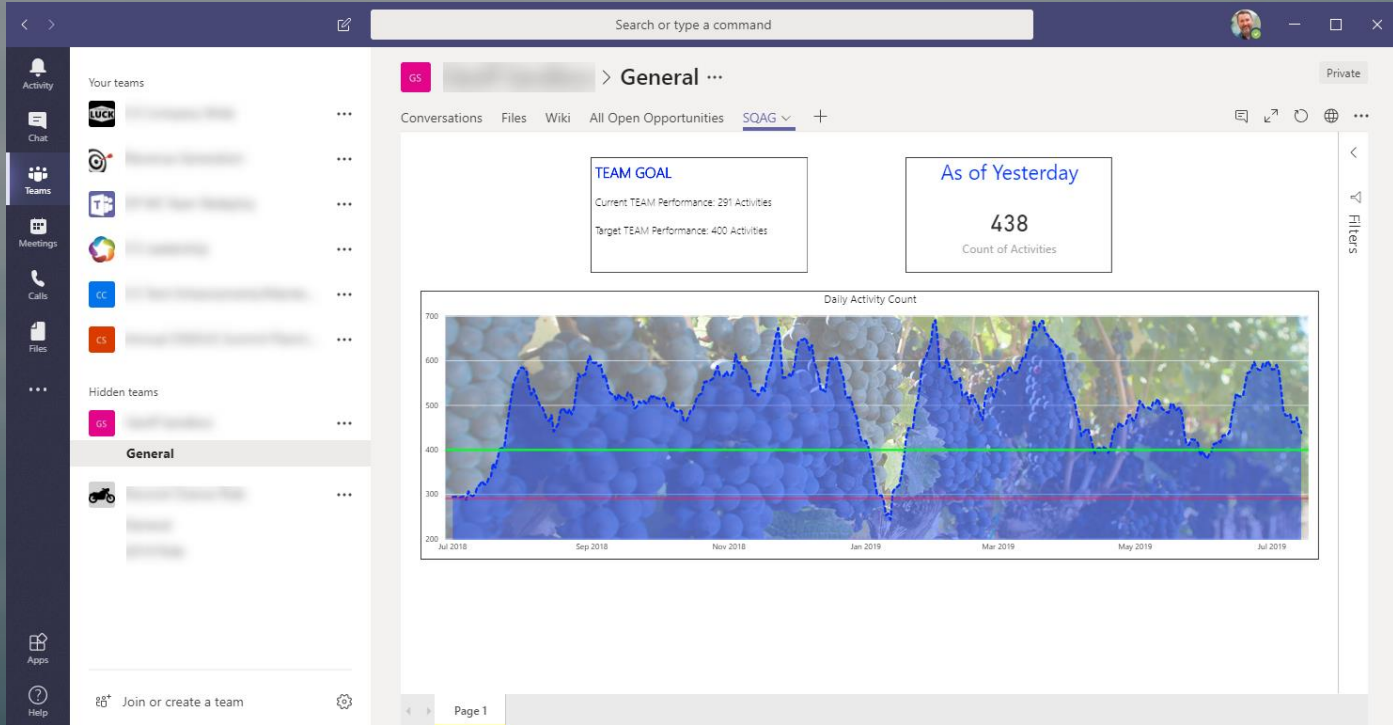 Search or type a command
Activity
Chat
Teams
Meetings
Calls
Files
Apps
Help
Your teams
LUCK
T
CC
CS
Hidden teams
GS
General
Join or create a team
GS
> General ...
Private
Conversations Files Wiki All Open Opportunities SQAG
TEAM GOAL
Current TEAM Performance: 291 Activities
Target TEAM Performance: 400 Activities
As of Yesterday
438
Count of Activities
Filters
Daily Activity Count
700
600
500
400
300
200
Jul 2018 Sep 2018 Nov 2018 Jan 2019 Mar 2019 May 2019 Jul 2019
Page 1